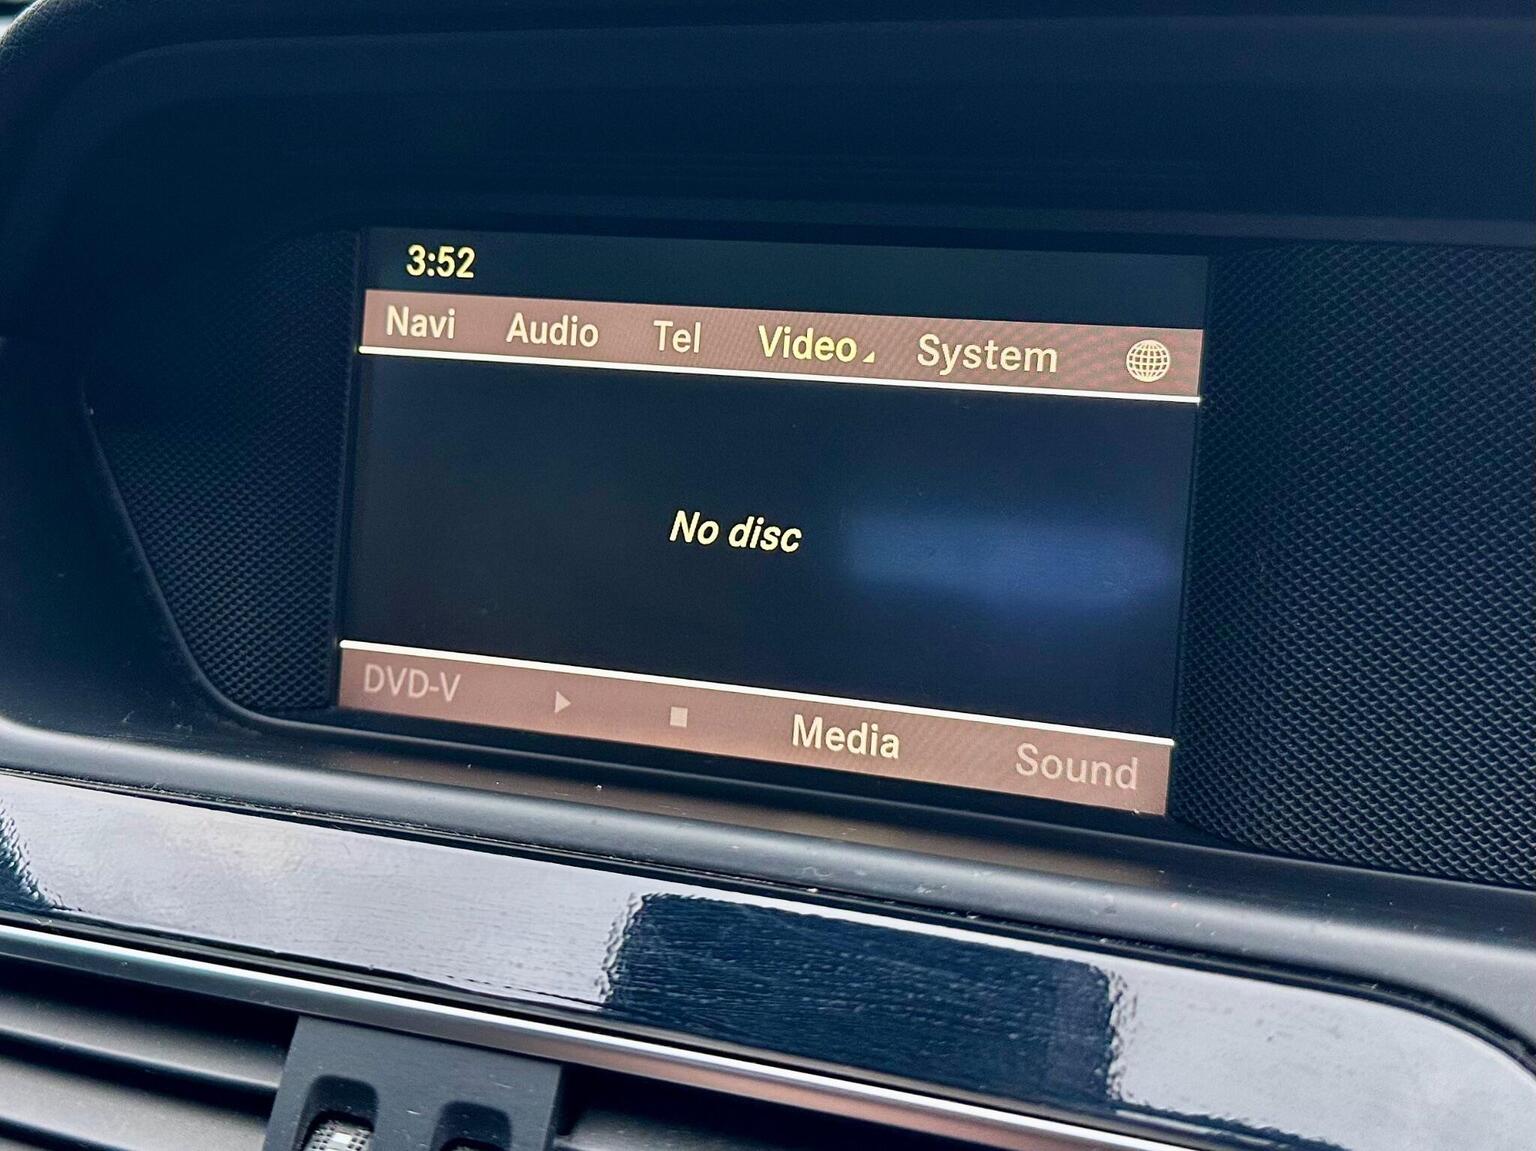 3:52
Navi Audio Tel Video System
No disc
DVD-V Media Sound